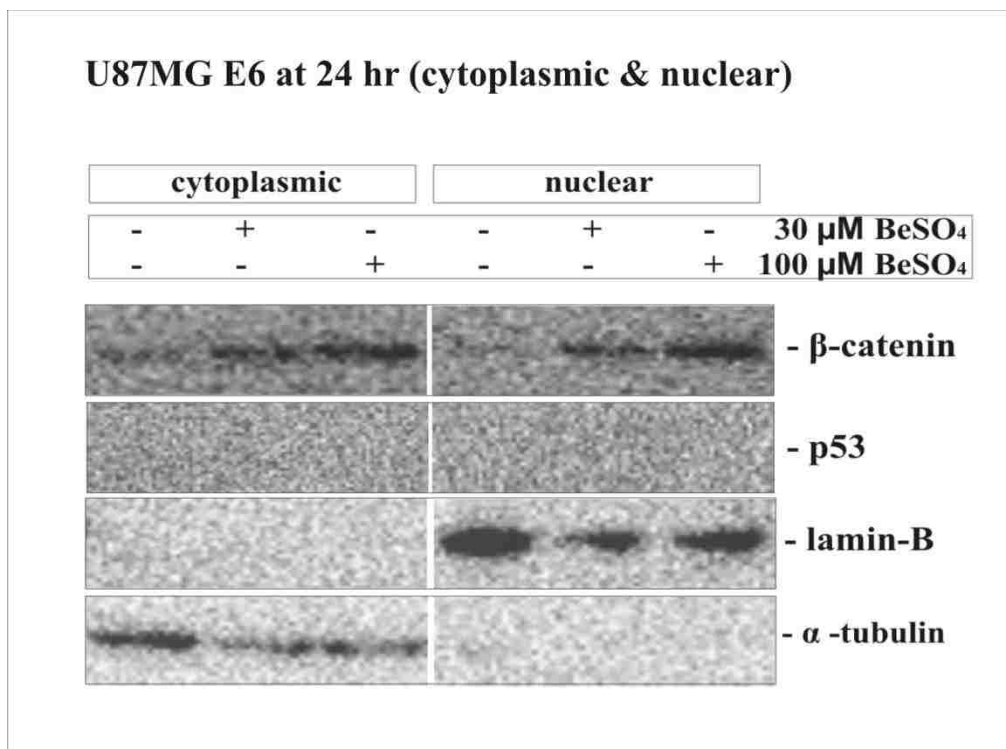 U87MG E6 at 24 hr (cytoplasmic & nuclear)
cytoplasmic nuclear
- + - - + - 30 µM BeSO₄
- - + - - + 100 µM BeSO₄
- β-catenin
- p53
- lamin-B
- α -tubulin